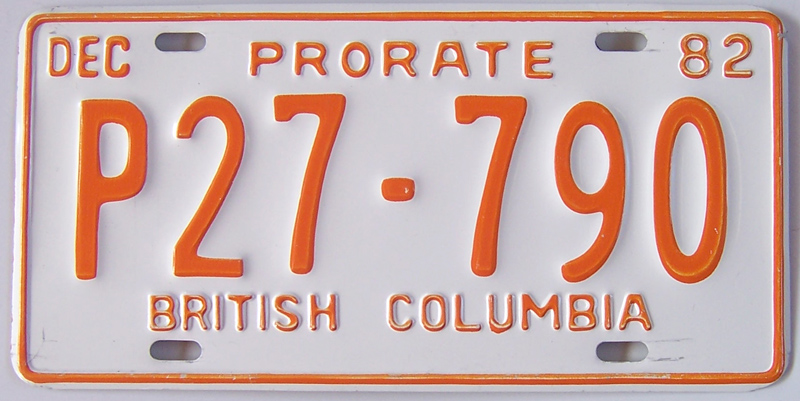 DEC PRORATE 82
P27-790
BRITISH COLUMBIA